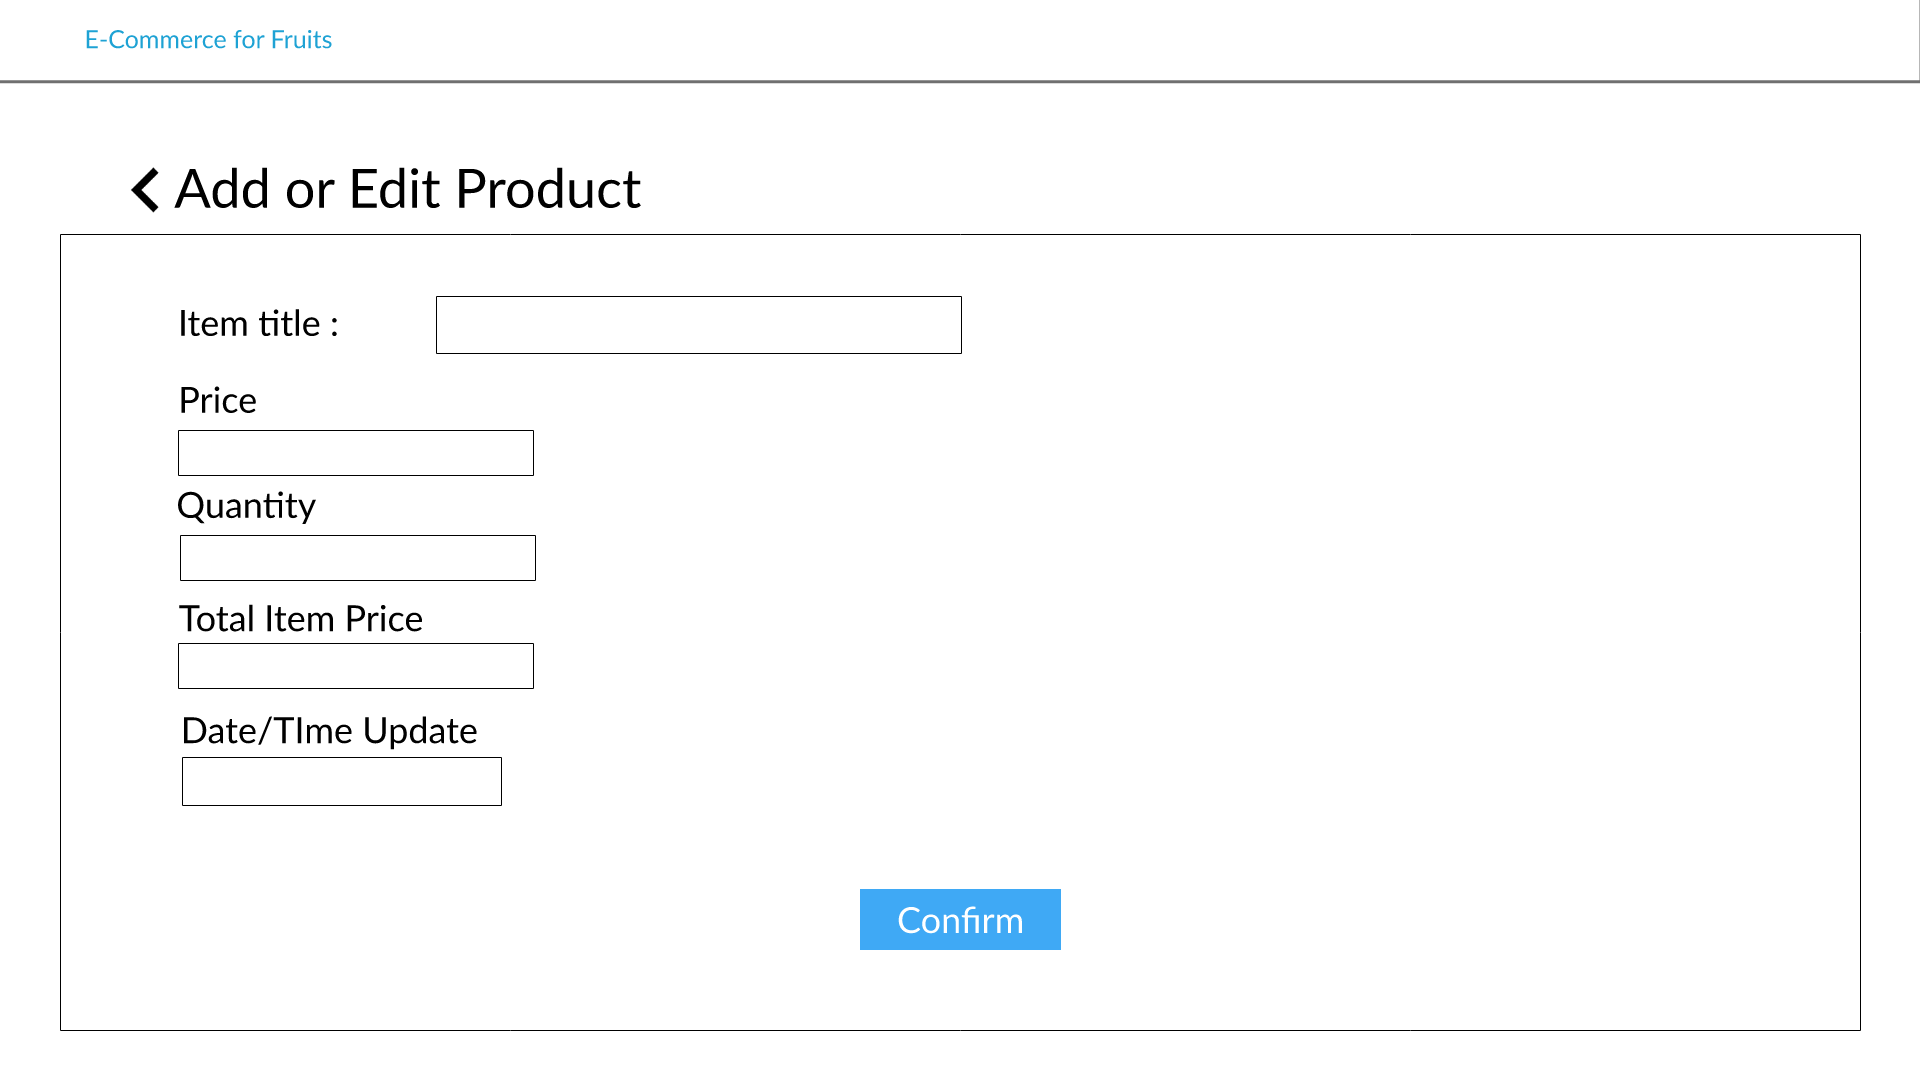 E-Commerce for Fruits
Add or Edit Product
Item title :
Price
Quantity
Total Item Price
Date/TIme Update
Confirm